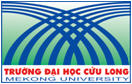 TRƯỜNG ĐẠI HỌC CỬU LONG
MEKONG UNIVERSITY